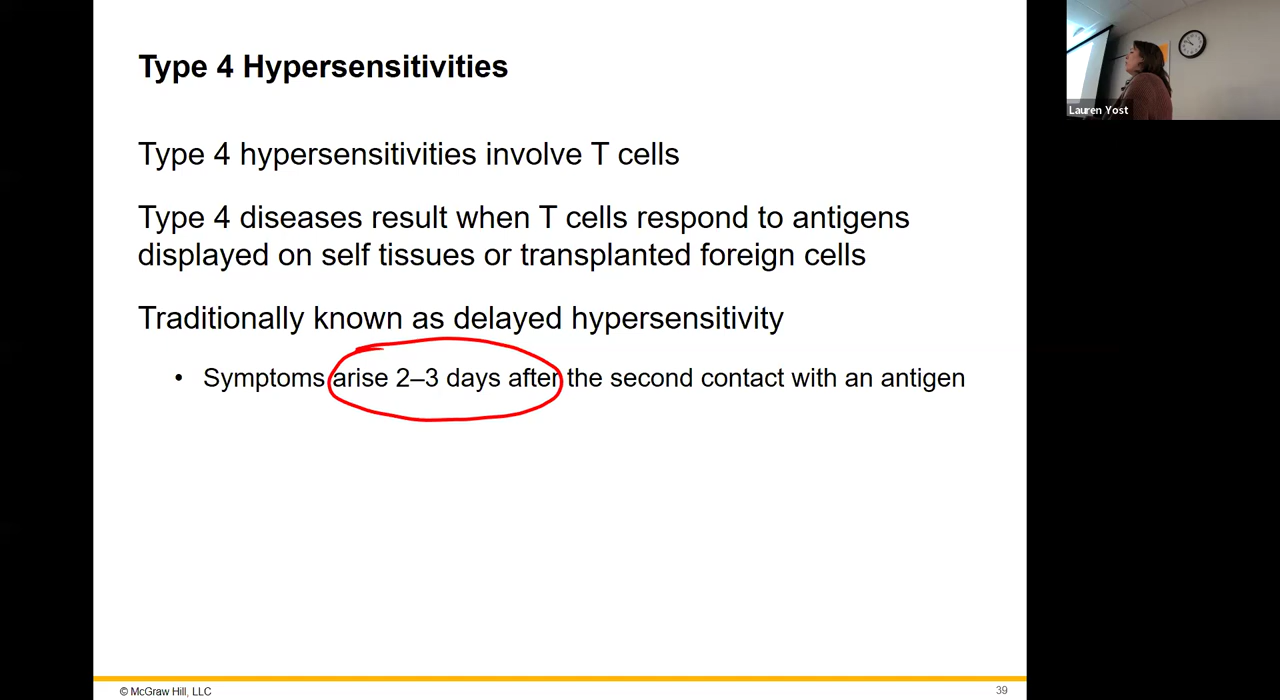 Type 4 Hypersensitivities
Type 4 hypersensitivities involve T cells
Type 4 diseases result when T cells respond to antigens
displayed on self tissues or transplanted foreign cells
Traditionally known as delayed hypersensitivity
• Symptoms arise 2–3 days after the second contact with an antigen
© McGraw Hill, LLC
39
Lauren Yost